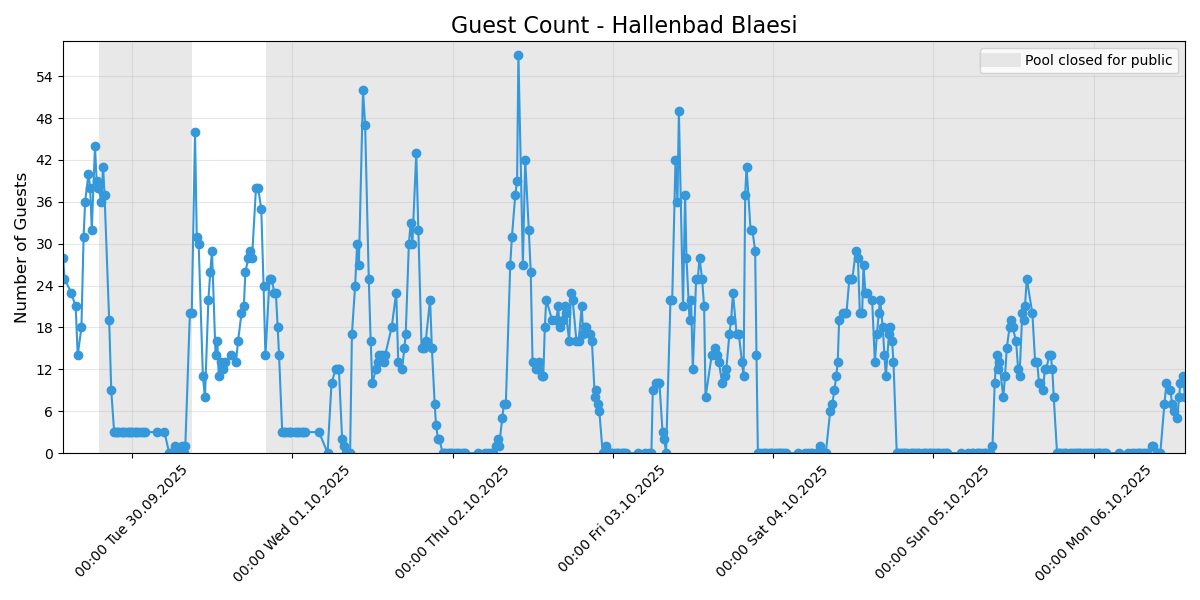 Guest Count - Hallenbad Blaesi
Pool closed for public
Number of Guests
54
48
42
36
30
24
18
12
6
0
00:00 Tue 30.09.2025
00:00 Wed 01.10.2025
00:00 Thu 02.10.2025
00:00 Fri 03.10.2025
00:00 Sat 04.10.2025
00:00 Sun 05.10.2025
00:00 Mon 06.10.2025